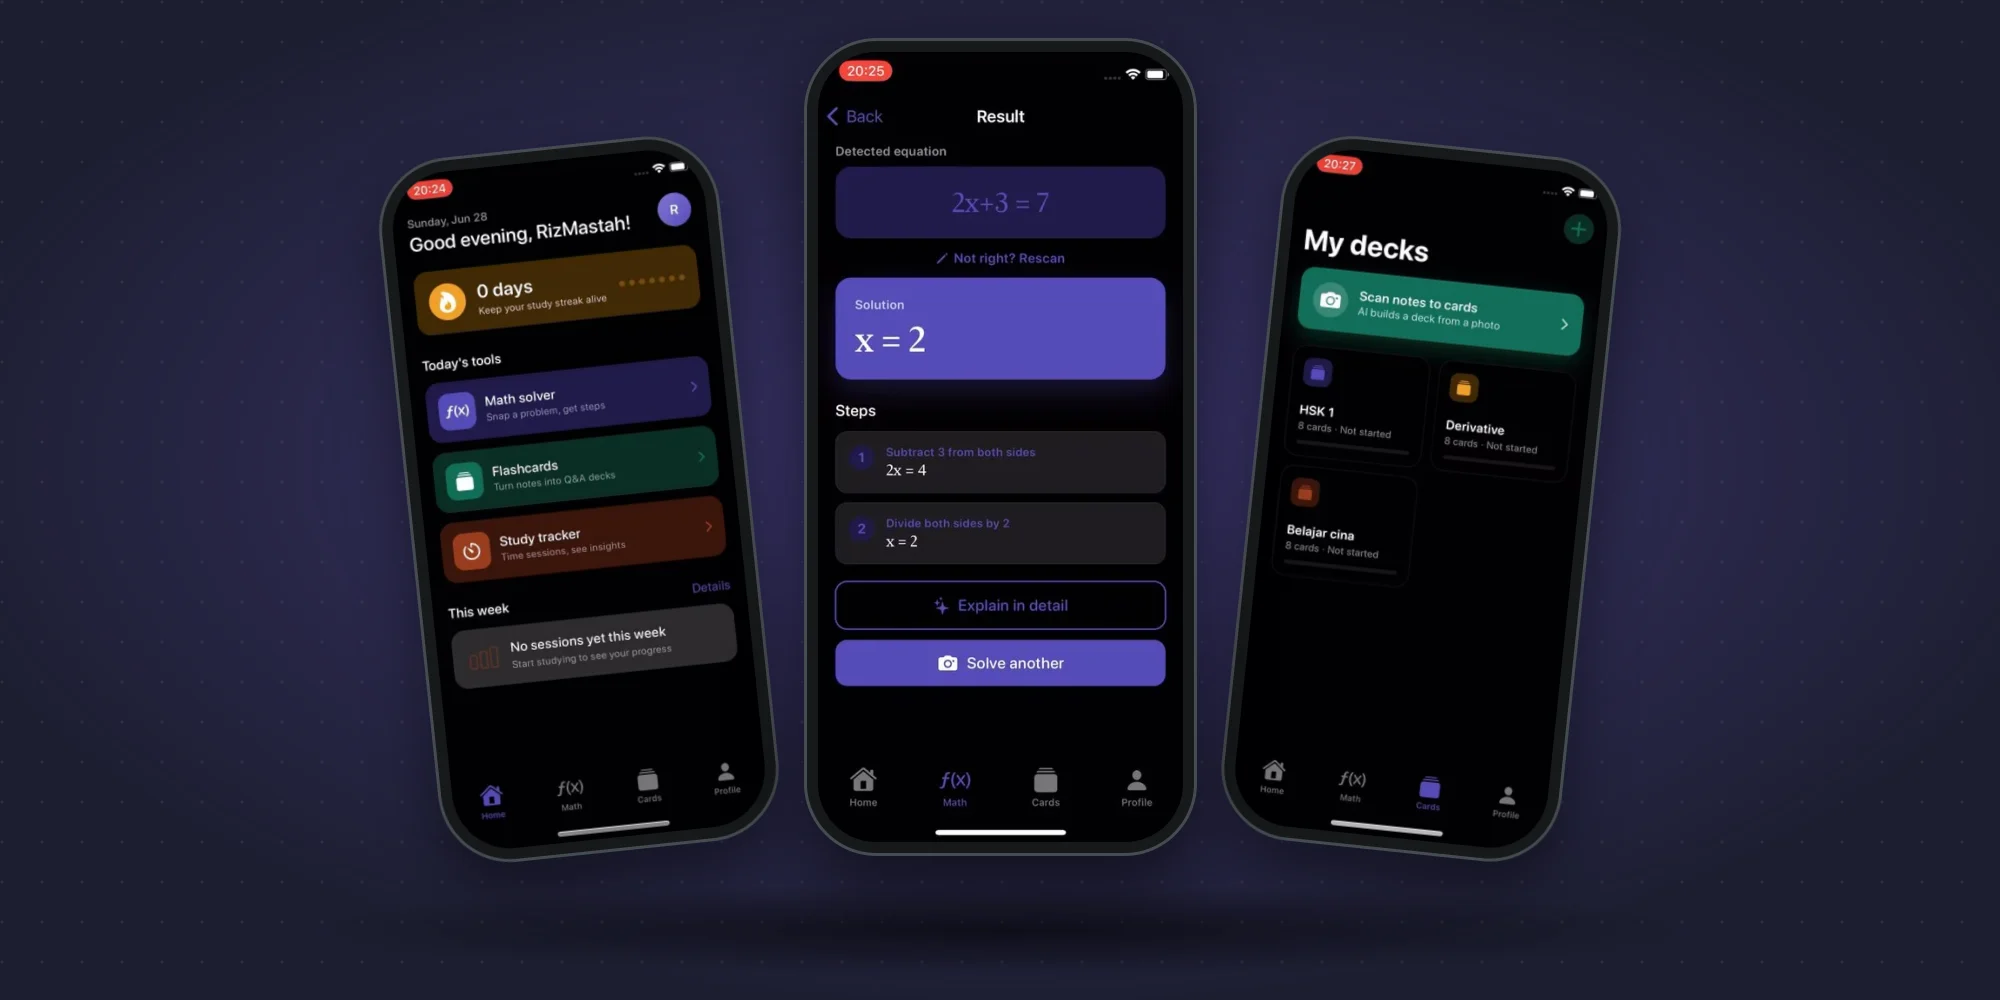 20:24
Sunday, Jun 28
Good evening, RizMastah!
R
0 days
Keep your study streak alive
Today's tools
f(x)
Math solver
Snap a problem, get steps
Flashcards
Turn notes into Q&A decks
Study tracker
Time sessions, see insights
This week
Details
No sessions yet this week
Start studying to see your progress
Home
f(x)
Math
Cards
Profile
20:25
Back
Result
Detected equation
2x+3 = 7
Not right? Rescan
Solution
x = 2
Steps
1
Subtract 3 from both sides
2x = 4
2
Divide both sides by 2
x = 2
Explain in detail
Solve another
Home
f(x)
Math
Cards
Profile
20:27
My decks
Scan notes to cards
AI builds a deck from a photo
HSK 1
8 cards · Not started
Derivative
8 cards · Not started
Belajar cina
8 cards · Not started
Home
f(x)
Math
Cards
Profile